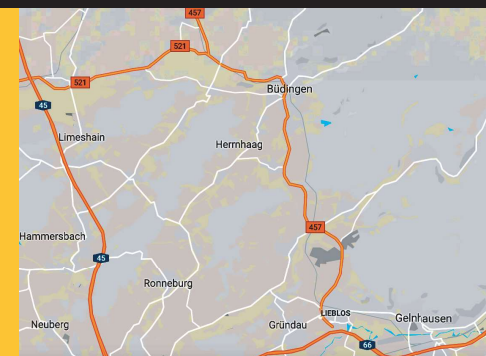 457
521
Büdingen
521
45
Limeshain
Herrnhaag
457
Hammersbach
45
Ronneburg
LIEBLOS
Gelnhausen
Neuberg
Gründau
66